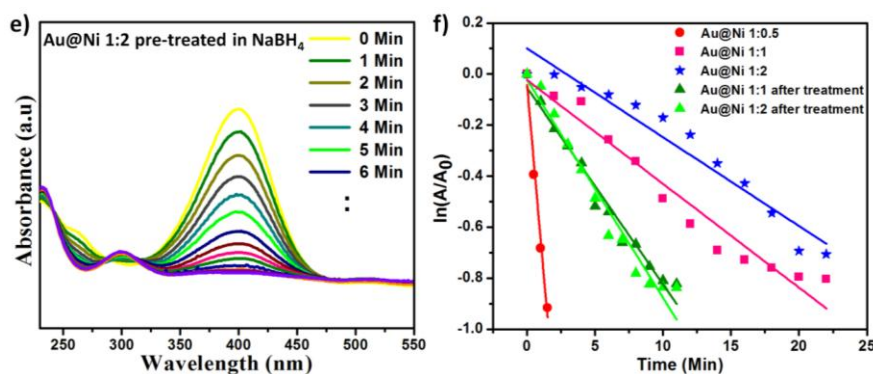 e)
Au@Ni 1:2 pre-treated in NaBH₄
0 Min
1 Min
2 Min
3 Min
4 Min
5 Min
6 Min
:
Absorbance (a.u)
250 300 350 400 450 500 550
Wavelength (nm)
f)
Au@Ni 1:0.5
Au@Ni 1:1
Au@Ni 1:2
Au@Ni 1:1 after treatment
Au@Ni 1:2 after treatment
ln(A/A₀)
0.2
0.0
-0.2
-0.4
-0.6
-0.8
-1.0
0 5 10 15 20 25
Time (Min)